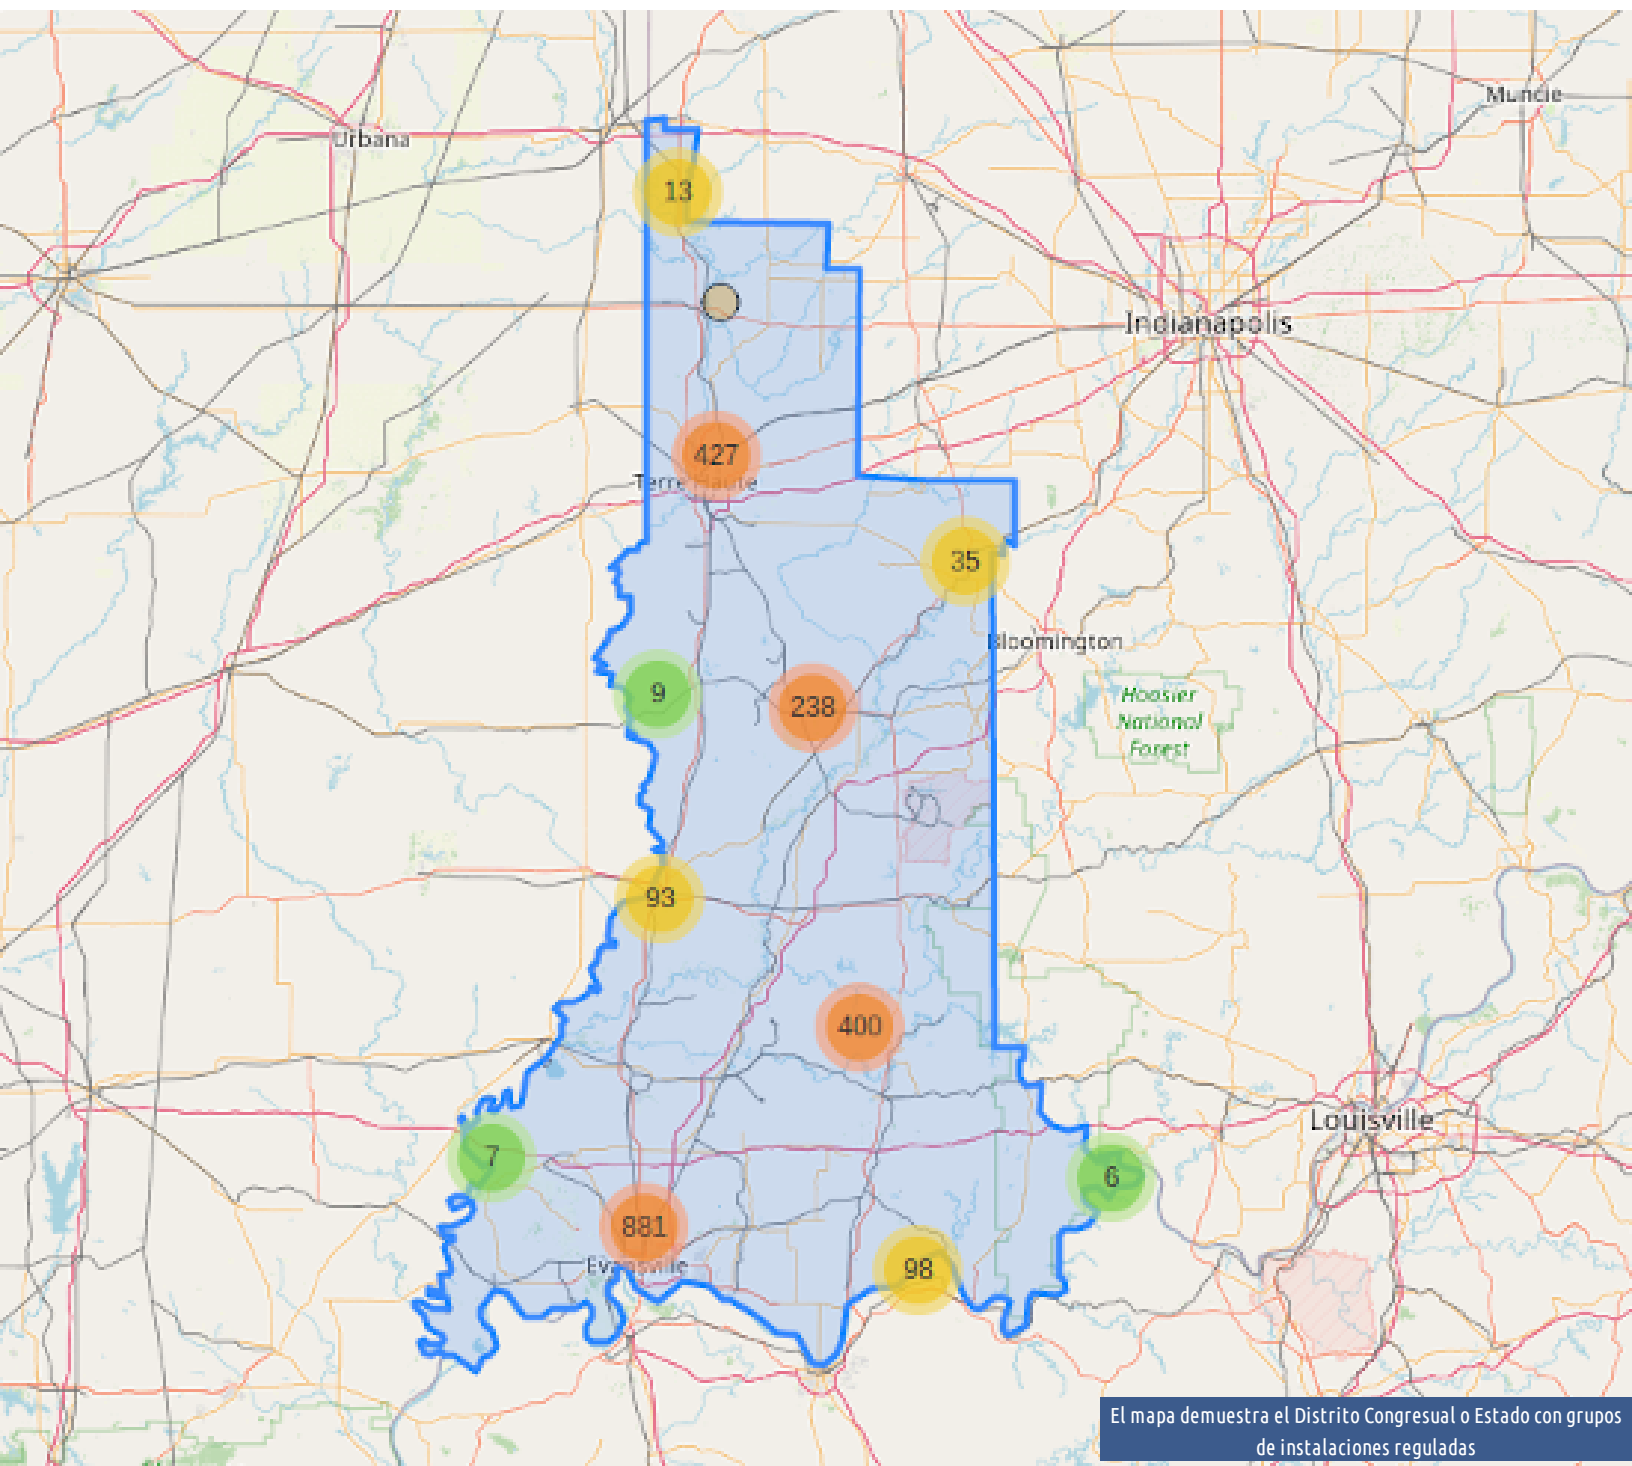 Muncie
Urbana
13
Indianapolis
427
Terre Haute
35
Bloomington
9
Hoosier
National
Forest
238
93
400
Louisville
7
6
881
Evansville
98
El mapa demuestra el Distrito Congresual o Estado con grupos
de instalaciones reguladas